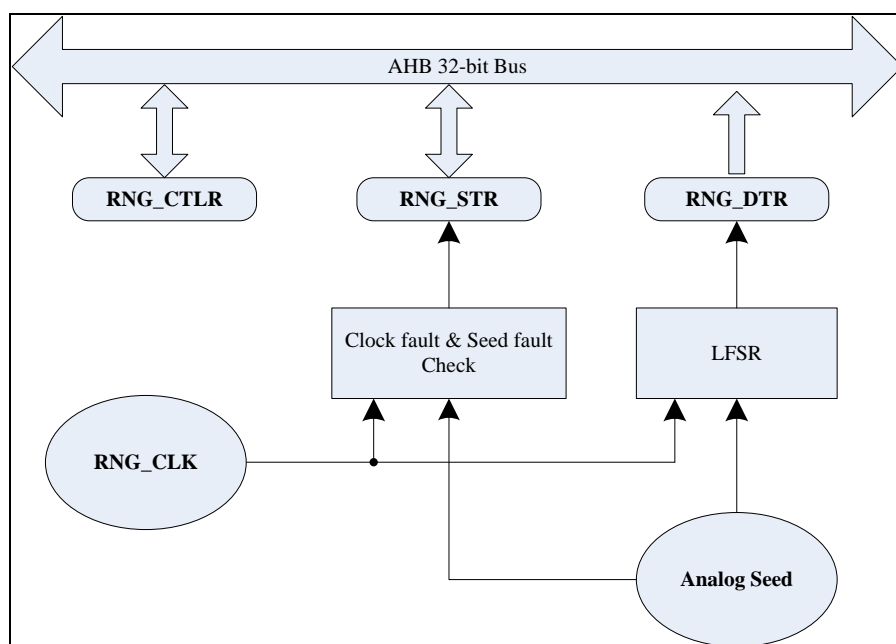 AHB 32-bit Bus
RNG_CTLR
RNG_STR
RNG_DTR
Clock fault & Seed fault
Check
LFSR
RNG_CLK
Analog Seed